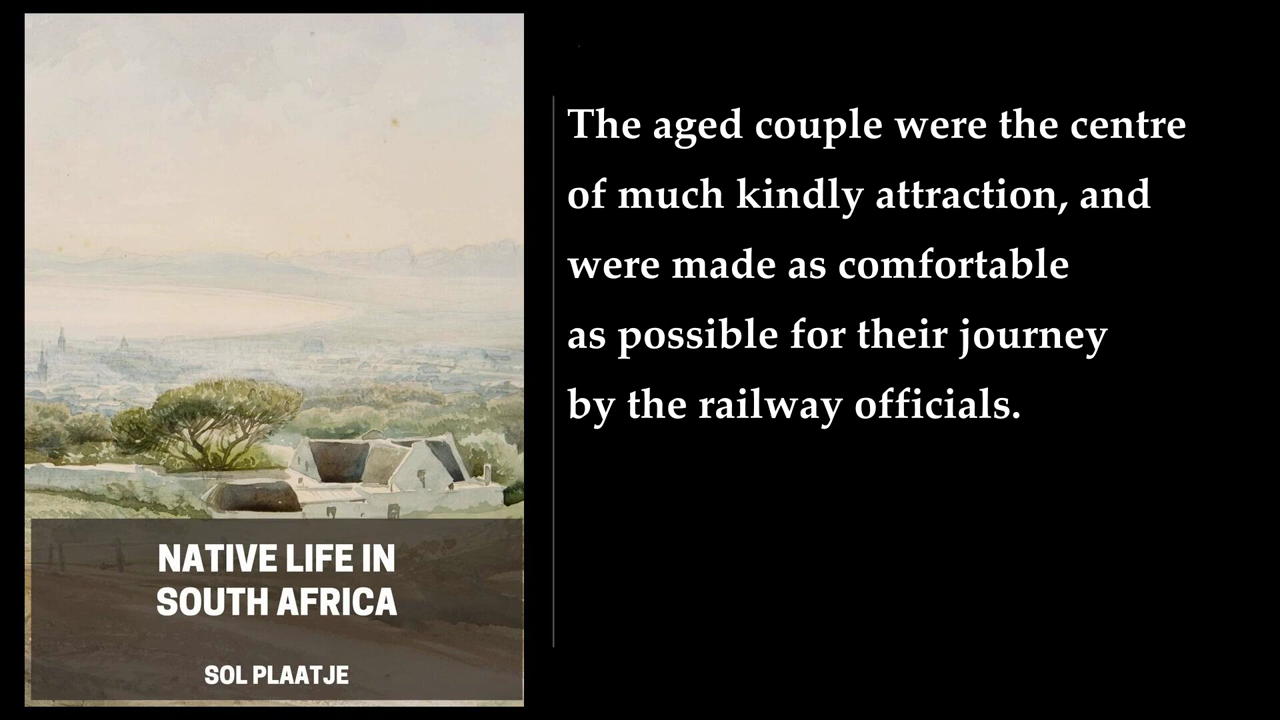 The aged couple were the centre
of much kindly attraction, and
were made as comfortable
as possible for their journey
by the railway officials.
NATIVE LIFE IN
SOUTH AFRICA
SOL PLAATJE